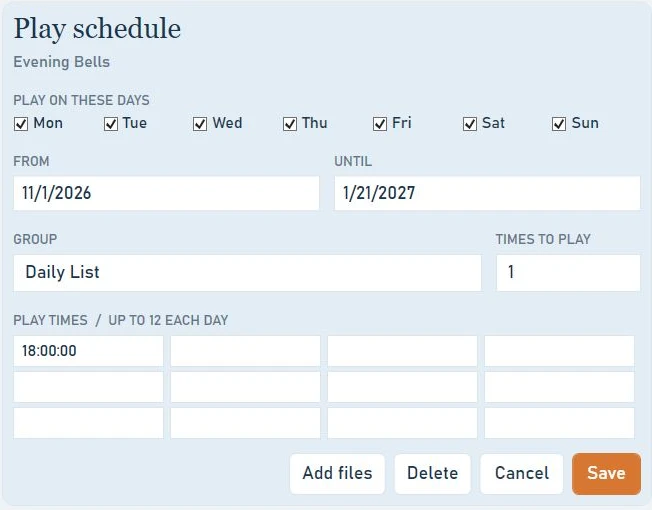 Play schedule
Evening Bells
PLAY ON THESE DAYS
Mon Tue Wed Thu Fri Sat Sun
FROM UNTIL
11/1/2026 1/21/2027
GROUP TIMES TO PLAY
Daily List 1
PLAY TIMES / UP TO 12 EACH DAY
18:00:00
Add files Delete Cancel Save